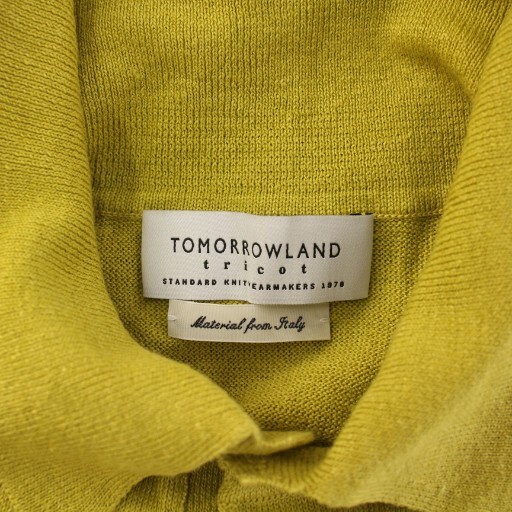 TOMORROWLAND
tricot
STANDARD KNITWEARMAKERS 1978
Material from Italy